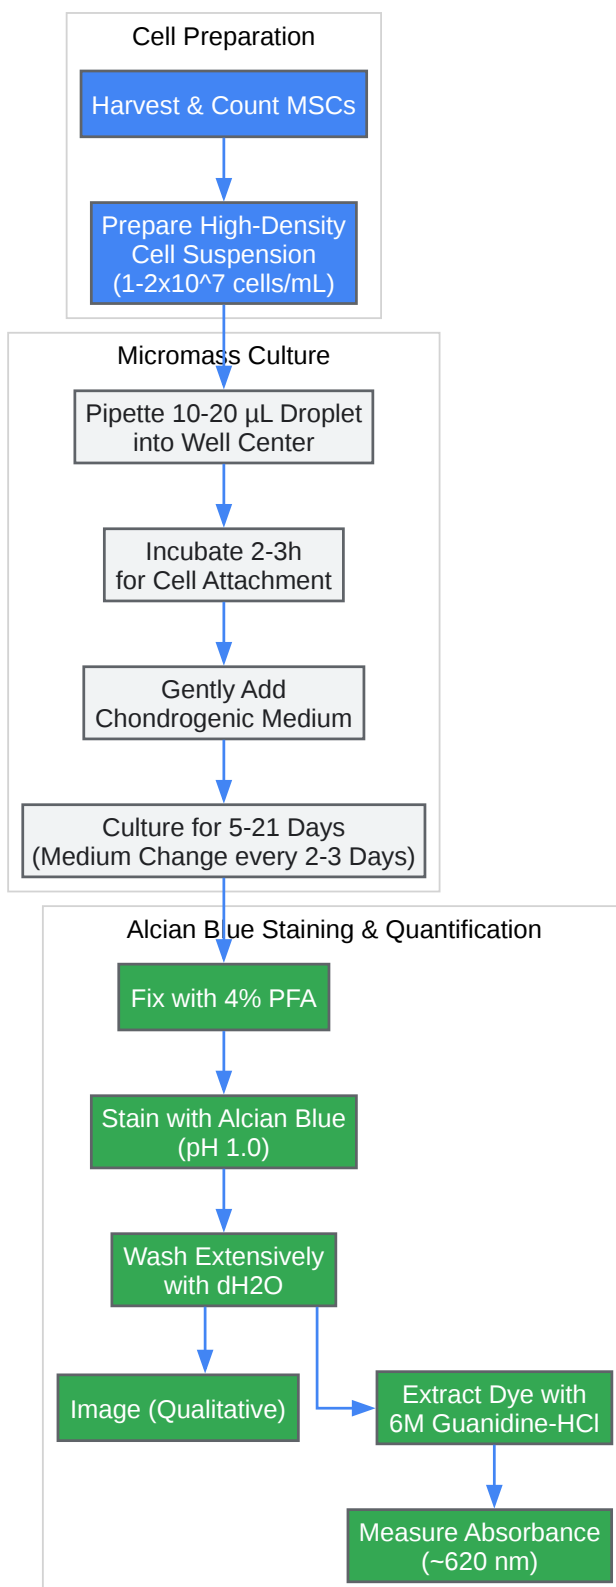 Cell Preparation
Harvest & Count MSCs
Prepare High-Density
Cell Suspension
(1-2x10^7 cells/mL)
Micromass Culture
Pipette 10-20 µL Droplet
into Well Center
Incubate 2-3h
for Cell Attachment
Gently Add
Chondrogenic Medium
Culture for 5-21 Days
(Medium Change every 2-3 Days)
Alcian Blue Staining & Quantification
Fix with 4% PFA
Stain with Alcian Blue
(pH 1.0)
Wash Extensively
with dH2O
Image (Qualitative)
Extract Dye with
6M Guanidine-HCl
Measure Absorbance
(~620 nm)